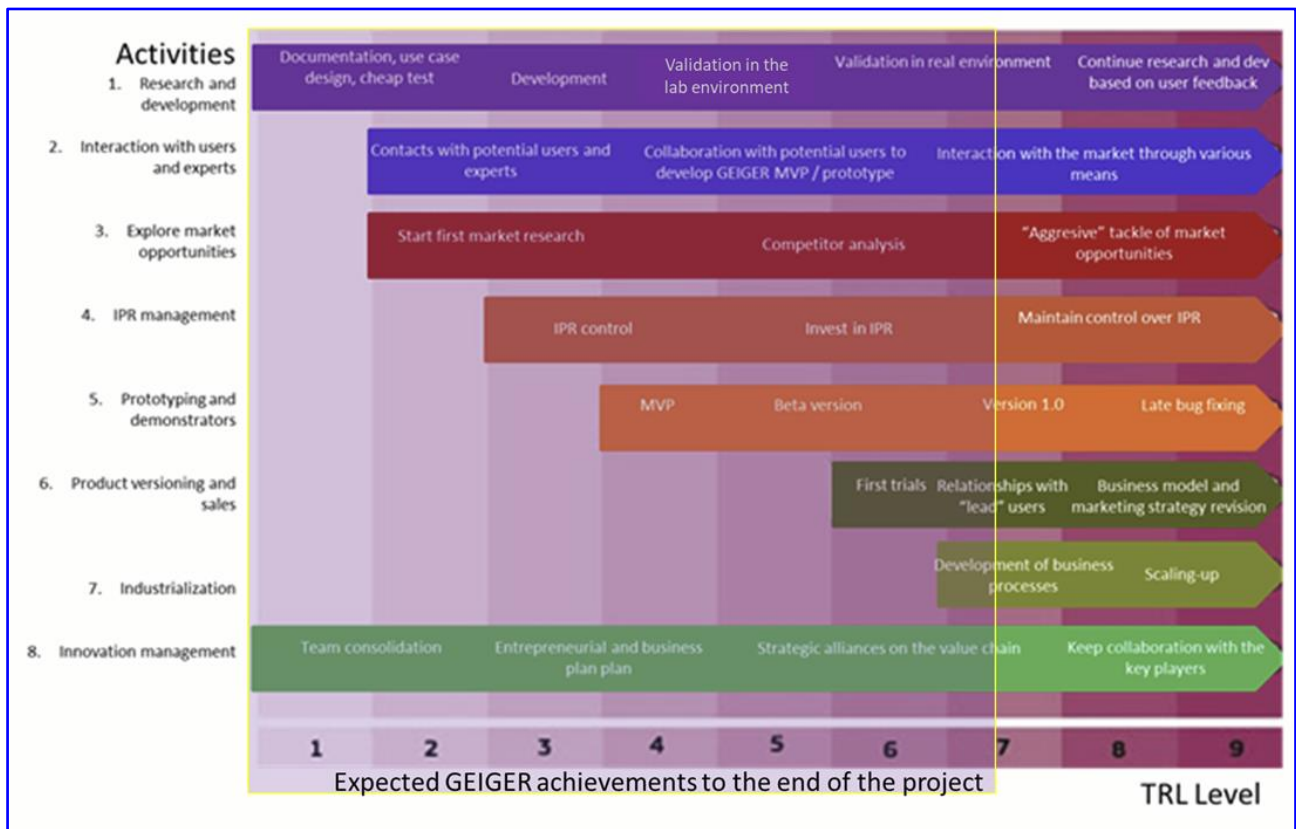 Activities
1. Research and
development
Documentation, use case
design, cheap test
Development
Validation in the
lab environment
Validation in real environment
Continue research and dev
based on user feedback
2. Interaction with users
and experts
Contacts with potential users and
experts
Collaboration with potential users to
develop GEIGER MVP / prototype
Interaction with the market through various
means
3. Explore market
opportunities
Start first market research
Competitor analysis
"Aggresive" tackle of market
opportunities
4. IPR management
IPR control
Invest in IPR
Maintain control over IPR
5. Prototyping and
demonstrators
MVP
Beta version
Version 1.0
Late bug fixing
6. Product versioning and
sales
First trials
Relationships with
"lead" users
Business model and
marketing strategy revision
7. Industrialization
Development of business
processes
Scaling-up
8. Innovation management
Team consolidation
Entrepreneurial and business
plan plan
Strategic alliances on the value chain
Keep collaboration with the
key players
1 2 3 4 5 6 7 8 9
Expected GEIGER achievements to the end of the project
TRL Level